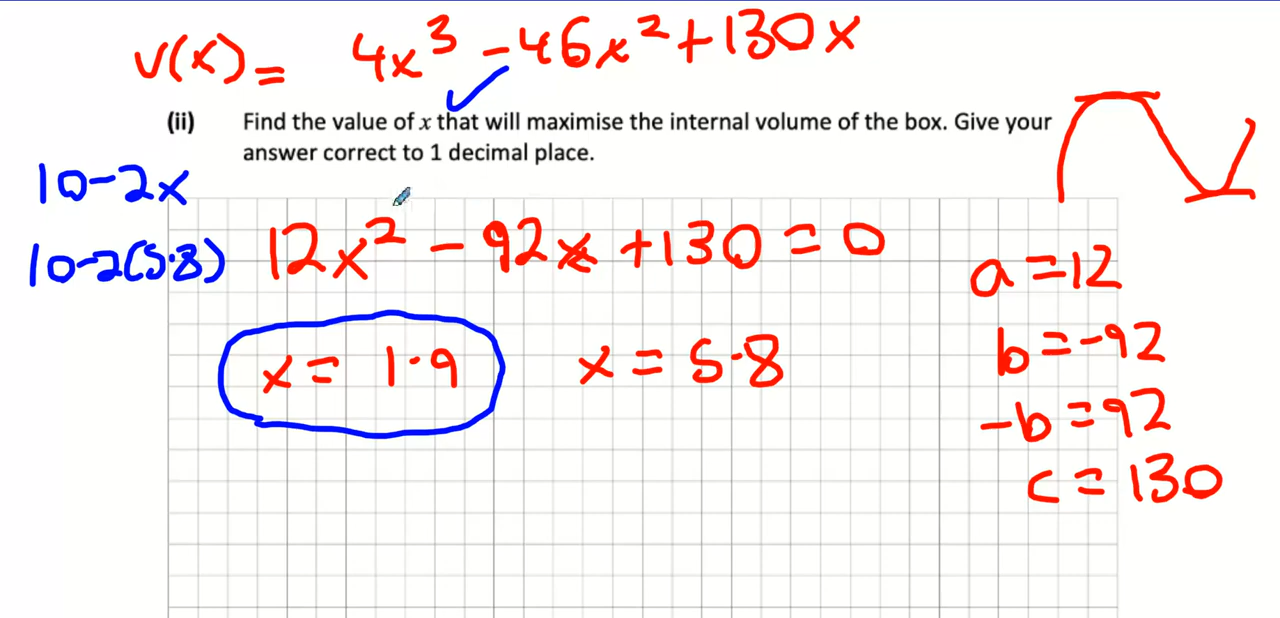 v(x) = 4x³ - 46x² + 130x
(ii) Find the value of x that will maximise the internal volume of the box. Give your
answer correct to 1 decimal place.
10-2x
10-2(5.8)
12x² - 92x + 130 = 0
x = 1.9
x = 5.8
a = 12
b = -92
-b = 92
c = 130